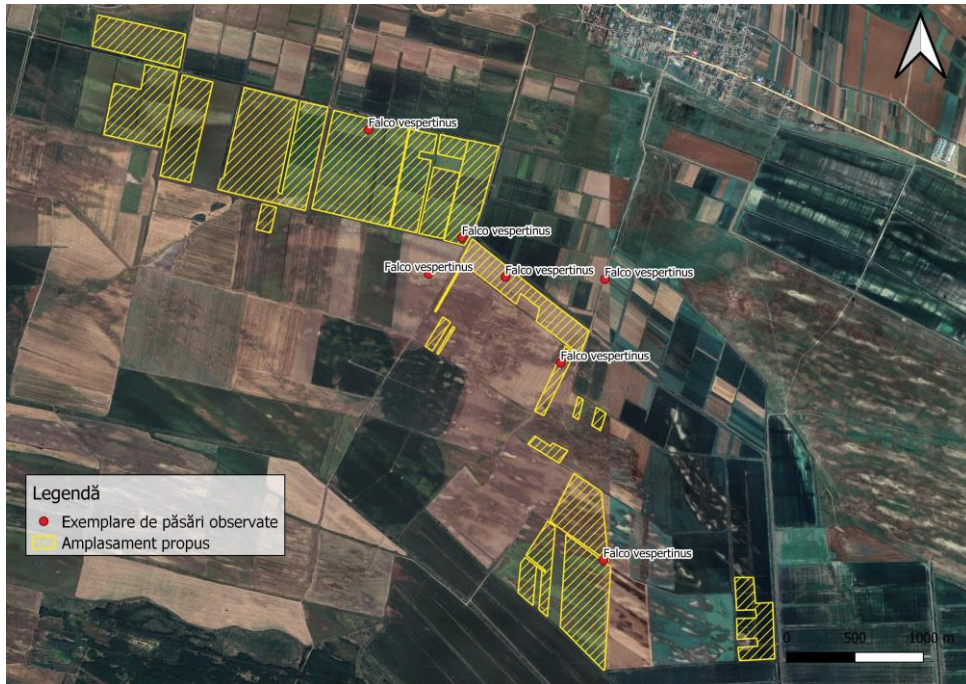 Falco vespertinus
Falco vespertinus
Falco vespertinus
Falco vespertinus
Falco vespertinus
Falco vespertinus
Legendă
Exemplare de păsări observate
Amplasament propus
Falco vespertinus
0 500 1000 m